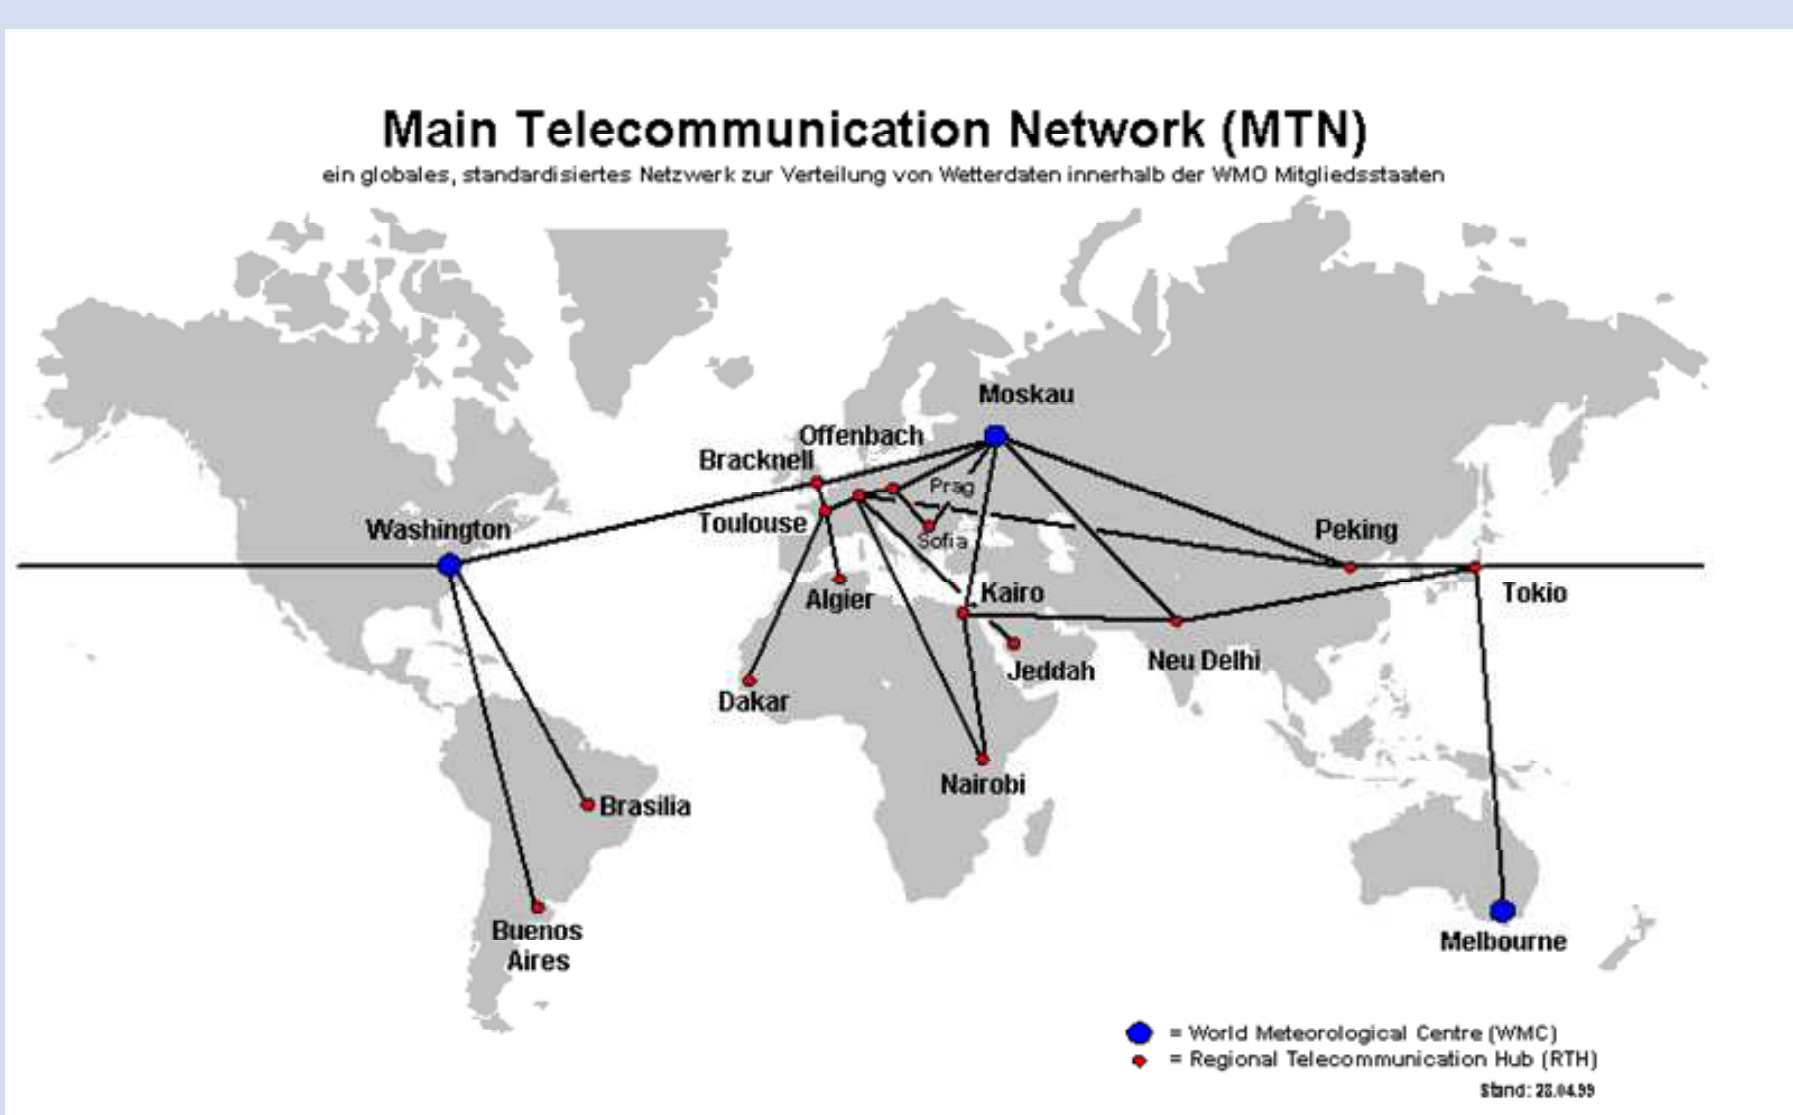 Main Telecommunication Network (MTN)
ein globales, standardisiertes Netzwerk zur Verteilung von Wetterdaten innerhalb der WMO Mitgliedsstaaten
Moskau
Offenbach
Bracknell
Prag
Toulouse
Washington
Peking
Sofia
Algier
Kairo
Tokio
Jeddah
Neu Delhi
Dakar
Nairobi
Brasilia
Buenos
Aires
Melbourne
= World Meteorological Centre (WMC)
= Regional Telecommunication Hub (RTH)
Stand: 28.04.99